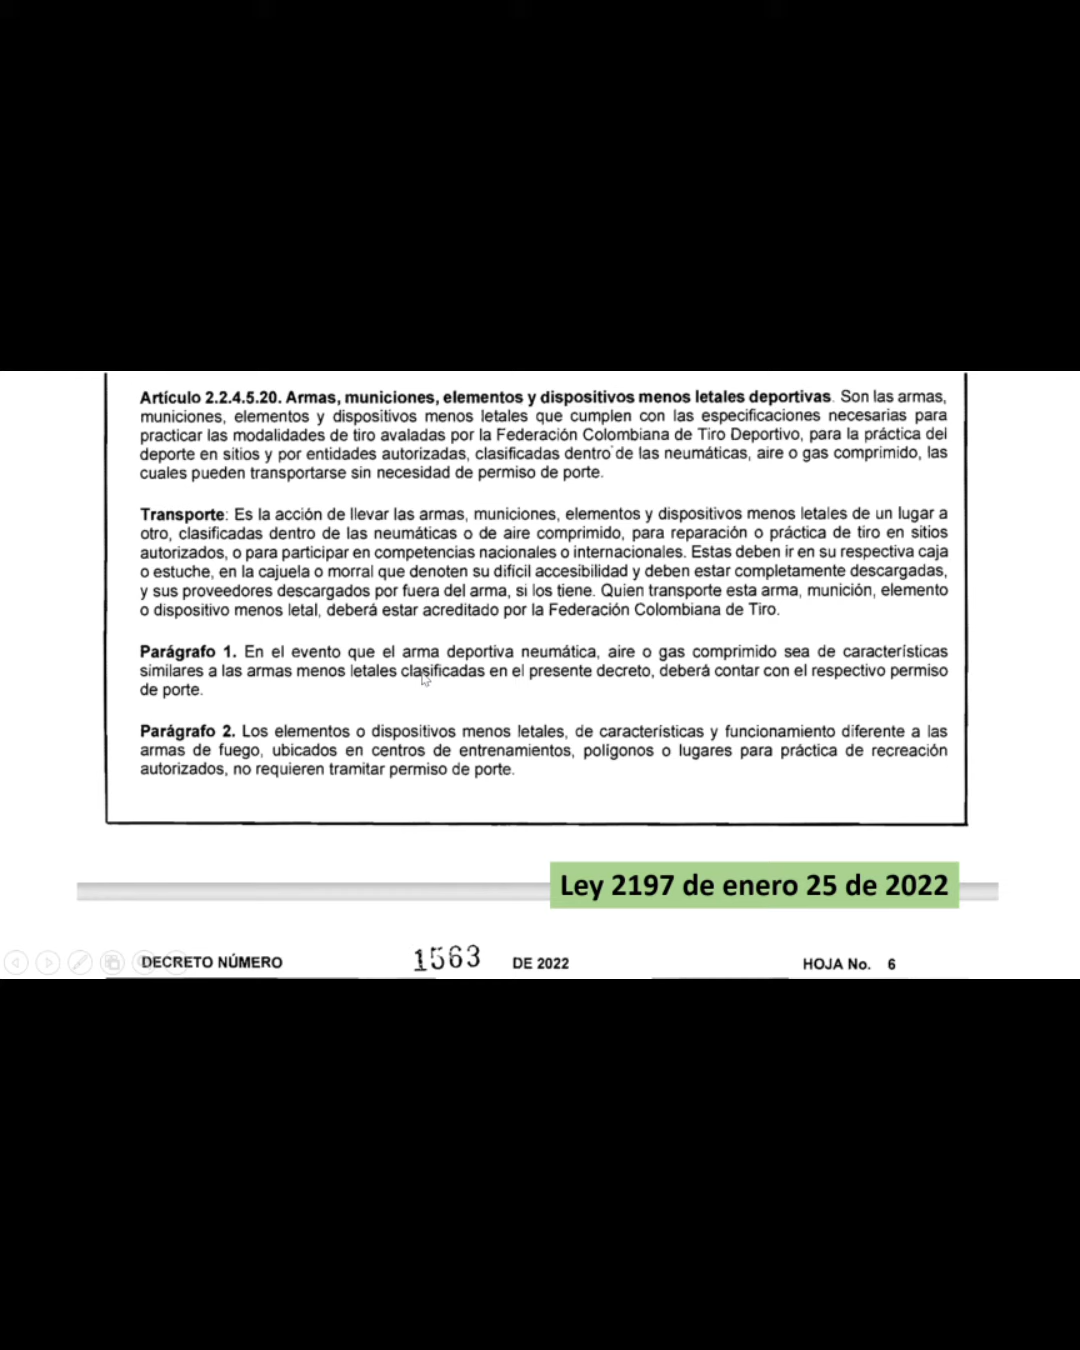 Artículo 2.2.4.5.20. Armas, municiones, elementos y dispositivos menos letales deportivas. Son las armas,
municiones, elementos y dispositivos menos letales que cumplen con las especificaciones necesarias para
practicar las modalidades de tiro avaladas por la Federación Colombiana de Tiro Deportivo, para la práctica del
deporte en sitios y por entidades autorizadas, clasificadas dentro de las neumáticas, aire o gas comprimido, las
cuales pueden transportarse sin necesidad de permiso de porte.
Transporte: Es la acción de llevar las armas, municiones, elementos y dispositivos menos letales de un lugar a
otro, clasificadas dentro de las neumáticas o de aire comprimido, para reparación o práctica de tiro en sitios
autorizados, o para participar en competencias nacionales o internacionales. Estas deben ir en su respectiva caja
o estuche, en la cajuela o morral que denoten su difícil accesibilidad y deben estar completamente descargadas,
y sus proveedores descargados por fuera del arma, si los tiene. Quien transporte esta arma, munición, elemento
o dispositivo menos letal, deberá estar acreditado por la Federación Colombiana de Tiro.
Parágrafo 1. En el evento que el arma deportiva neumática, aire o gas comprimido sea de características
similares a las armas menos letales clasificadas en el presente decreto, deberá contar con el respectivo permiso
de porte.
Parágrafo 2. Los elementos o dispositivos menos letales, de características y funcionamiento diferente a las
armas de fuego, ubicados en centros de entrenamientos, polígonos o lugares para práctica de recreación
autorizados, no requieren tramitar permiso de porte.
Ley 2197 de enero 25 de 2022
DECRETO NÚMERO 1563 DE 2022 HOJA No. 6